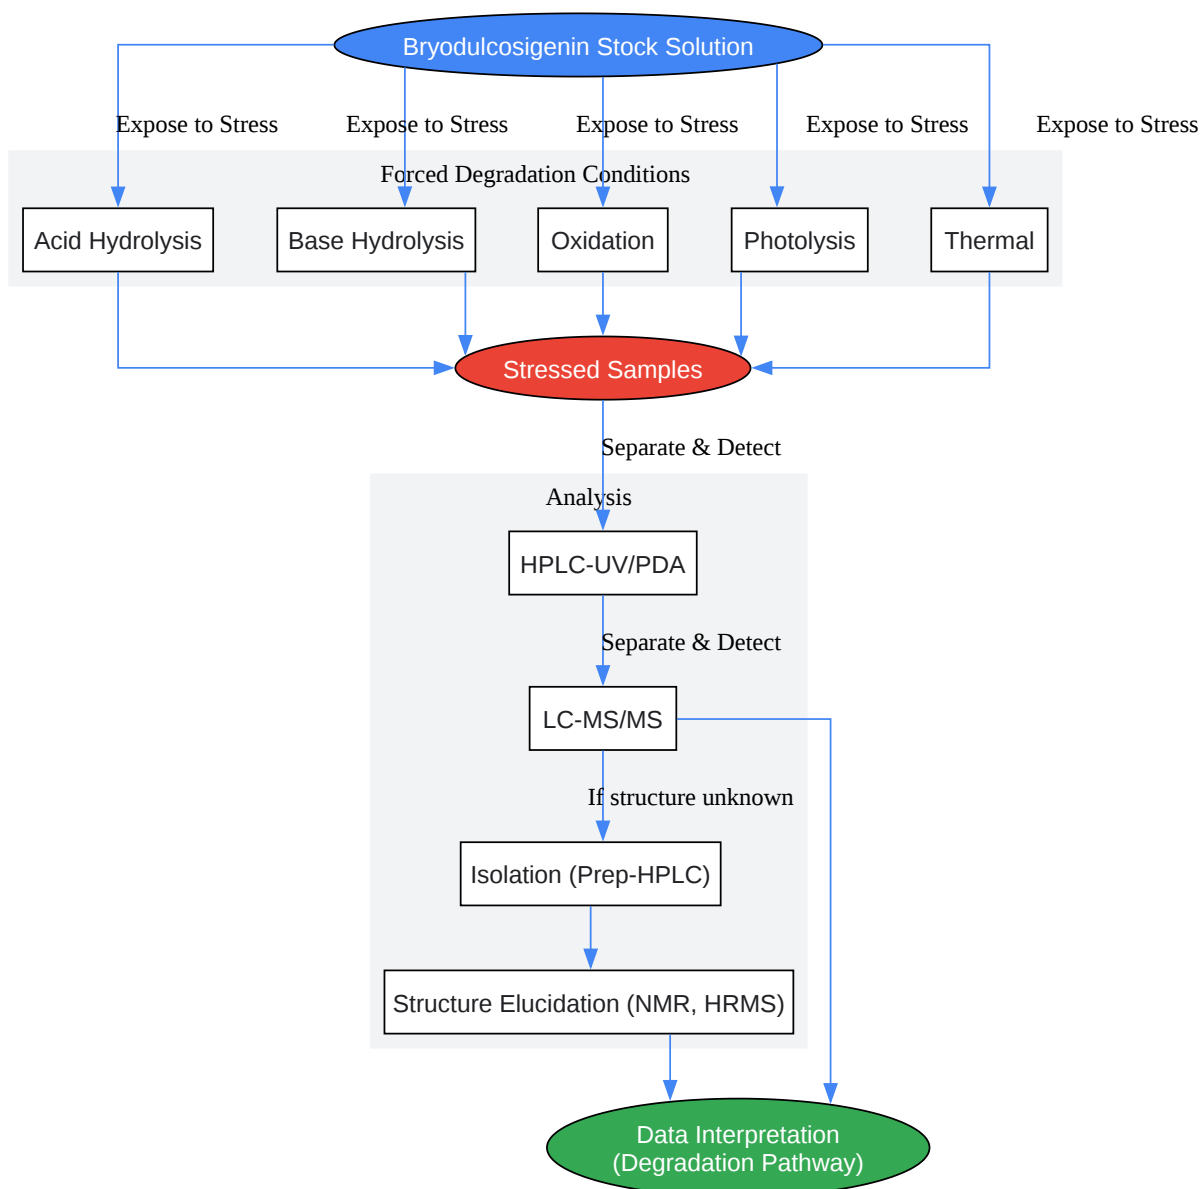 Bryodulcosigenin Stock Solution
Expose to Stress
Expose to Stress
Expose to Stress
Expose to Stress
Expose to Stress
Forced Degradation Conditions
Acid Hydrolysis
Base Hydrolysis
Oxidation
Photolysis
Thermal
Stressed Samples
Separate & Detect
Analysis
HPLC-UV/PDA
Separate & Detect
LC-MS/MS
If structure unknown
Isolation (Prep-HPLC)
Structure Elucidation (NMR, HRMS)
Data Interpretation
(Degradation Pathway)